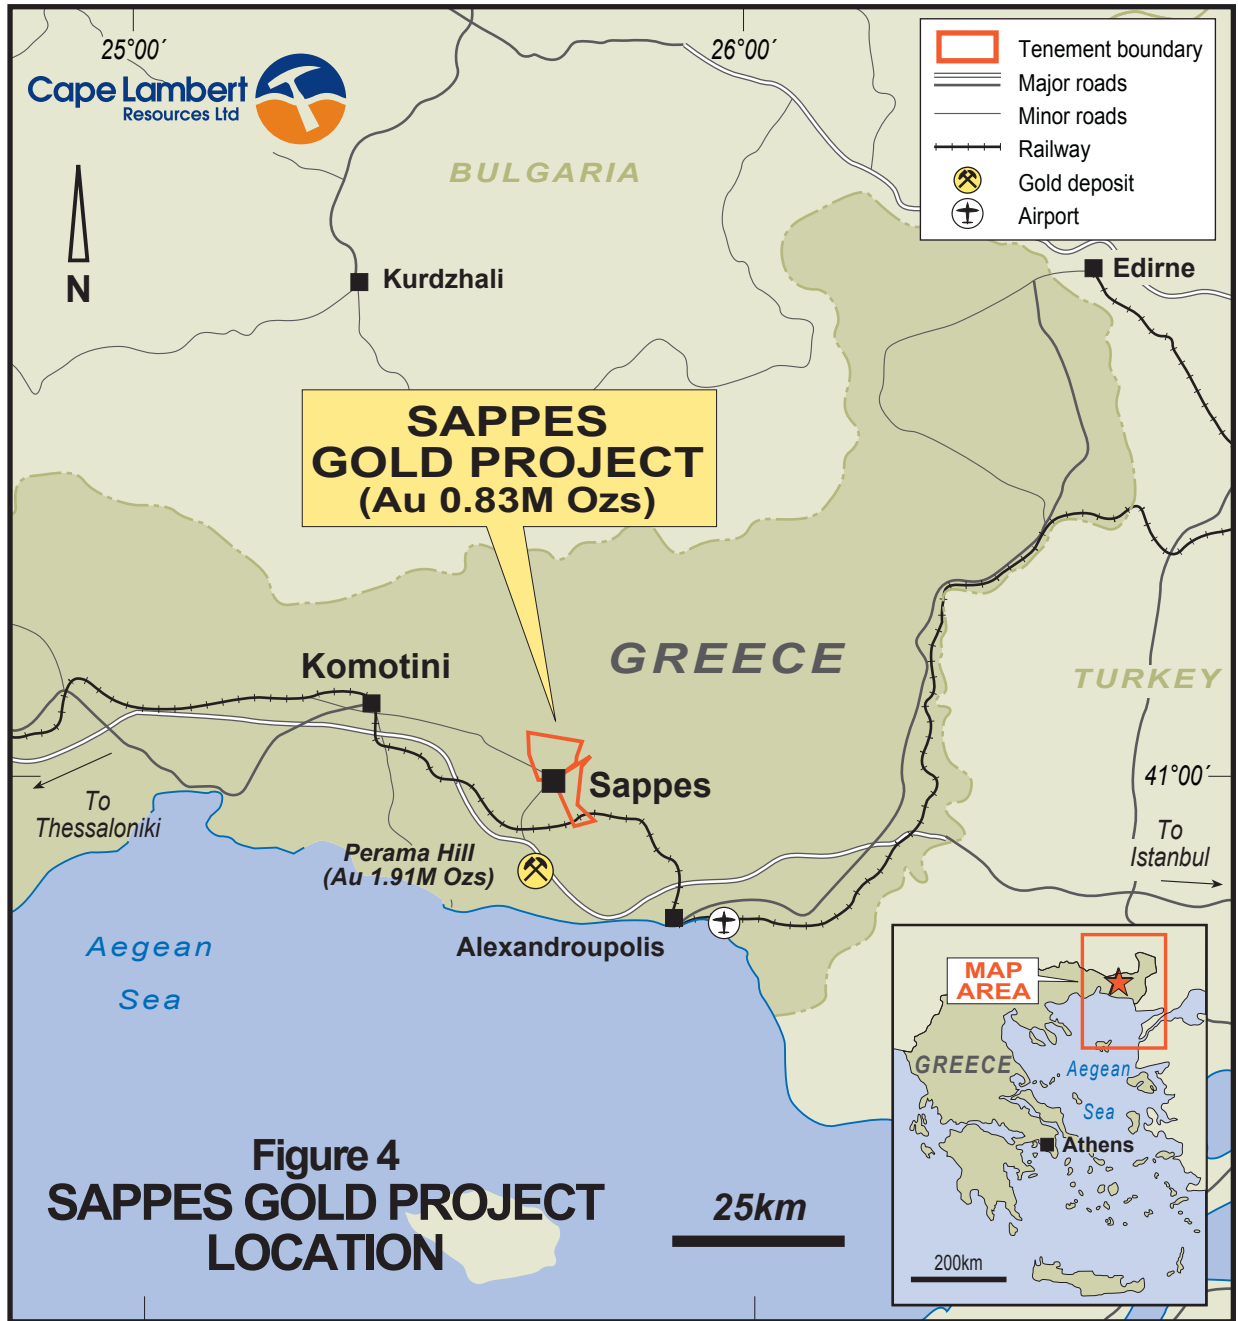 25°00´
26°00´
Cape Lambert
Resources Ltd
Tenement boundary
Major roads
Minor roads
Railway
Gold deposit
Airport
BULGARIA
N
Kurdzhali
Edirne
SAPPES
GOLD PROJECT
(Au 0.83M Ozs)
GREECE
Komotini
TURKEY
Sappes
41°00´
To
Thessaloniki
To
Istanbul
Perama Hill
(Au 1.91M Ozs)
Alexandroupolis
Aegean
Sea
MAP
AREA
GREECE
Aegean
Sea
Athens
200km
Figure 4
SAPPES GOLD PROJECT
LOCATION
25km